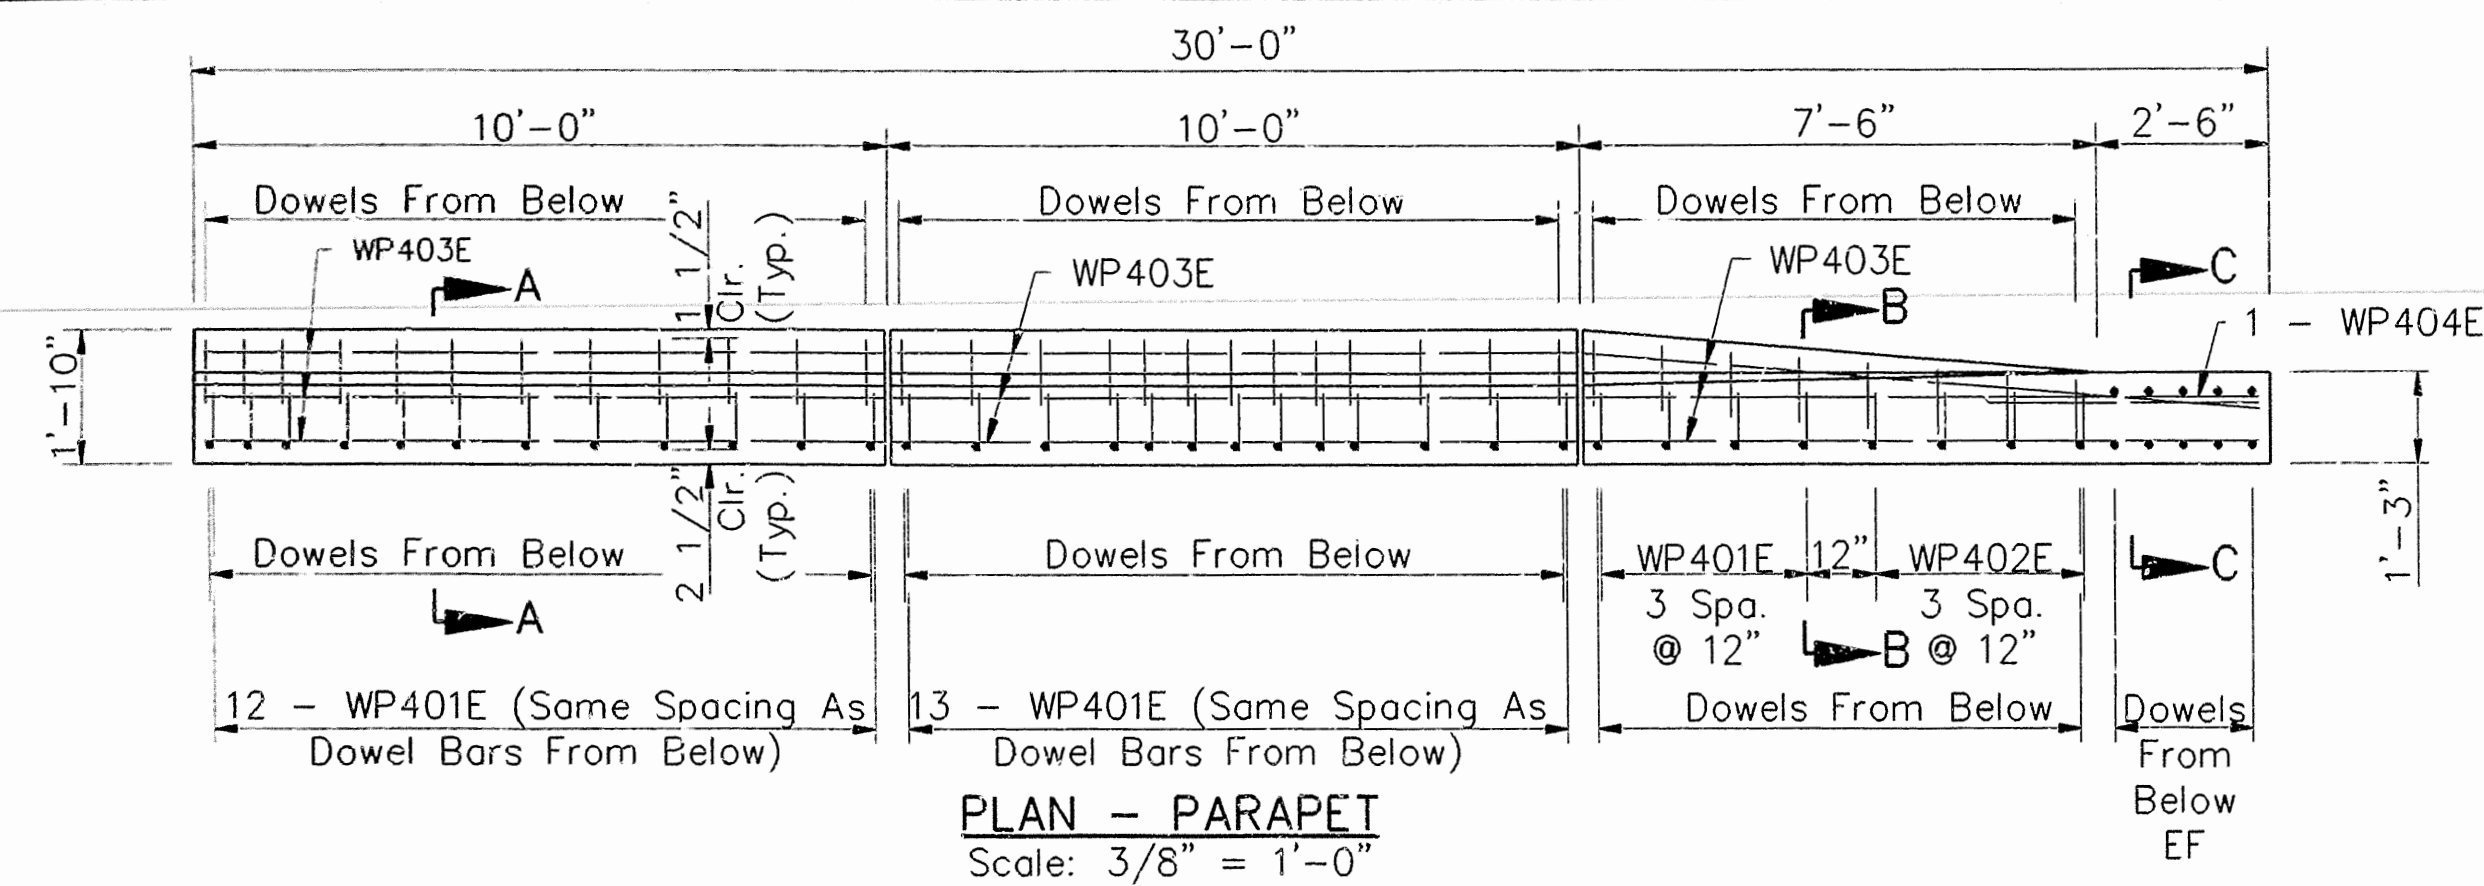 30'-0"
10'-0"
10'-0"
7'-6"
2'-6"
Dowels From Below
Dowels From Below
Dowels From Below
WP403E
WP403E
WP403E
A
B
C
1 1/2"
Clr.
(Typ.)
1 - WP404E
1'-10"
1'-3"
2 1/2"
Clr.
(Typ.)
Dowels From Below
Dowels From Below
WP401E
3 Spa.
@ 12"
12"
WP402E
3 Spa.
@ 12"
A
B
C
12 - WP401E (Same Spacing As
Dowel Bars From Below)
13 - WP401E (Same Spacing As
Dowel Bars From Below)
Dowels From Below
Dowels
From
Below
EF
PLAN - PARAPET
Scale: 3/8" = 1'-0"